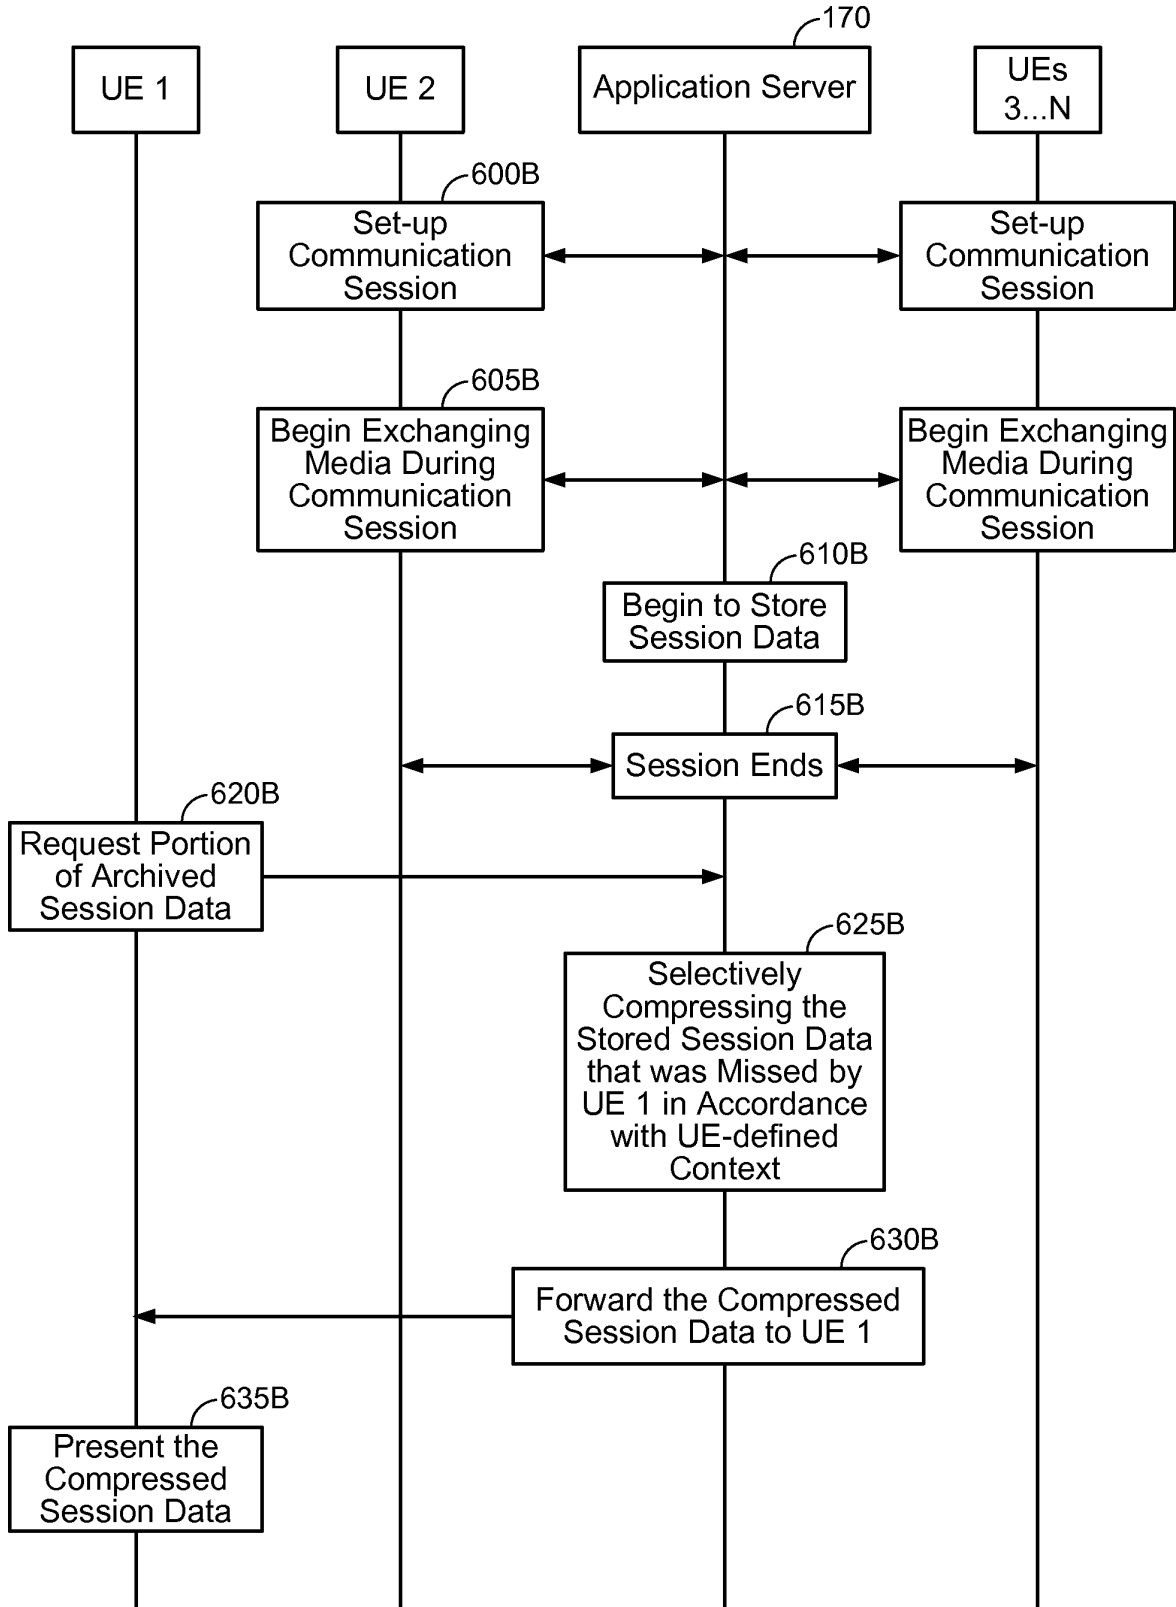 170
UE 1
UE 2
Application Server
UEs
3...N
600B
Set-up
Communication
Session
Set-up
Communication
Session
605B
Begin Exchanging
Media During
Communication
Session
Begin Exchanging
Media During
Communication
Session
610B
Begin to Store
Session Data
615B
Session Ends
620B
Request Portion
of Archived
Session Data
625B
Selectively
Compressing the
Stored Session Data
that was Missed by
UE 1 in Accordance
with UE-defined
Context
630B
Forward the Compressed
Session Data to UE 1
635B
Present the
Compressed
Session Data